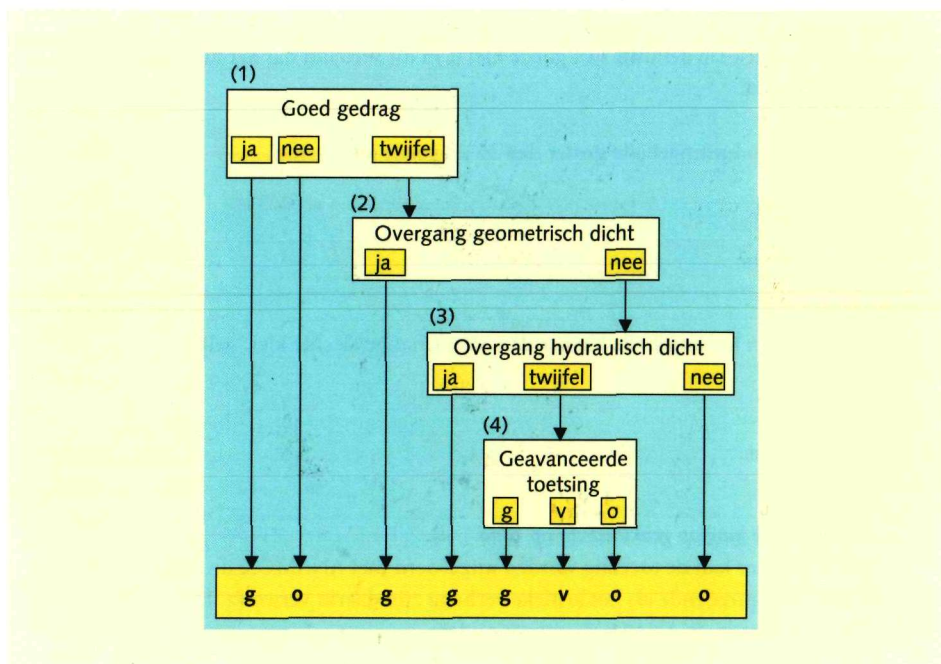 (1)
Goed gedrag
ja nee twijfel
(2)
Overgang geometrisch dicht
ja nee
(3)
Overgang hydraulisch dicht
ja twijfel nee
(4)
Geavanceerde
toetsing
g v o
g o g g g v o o